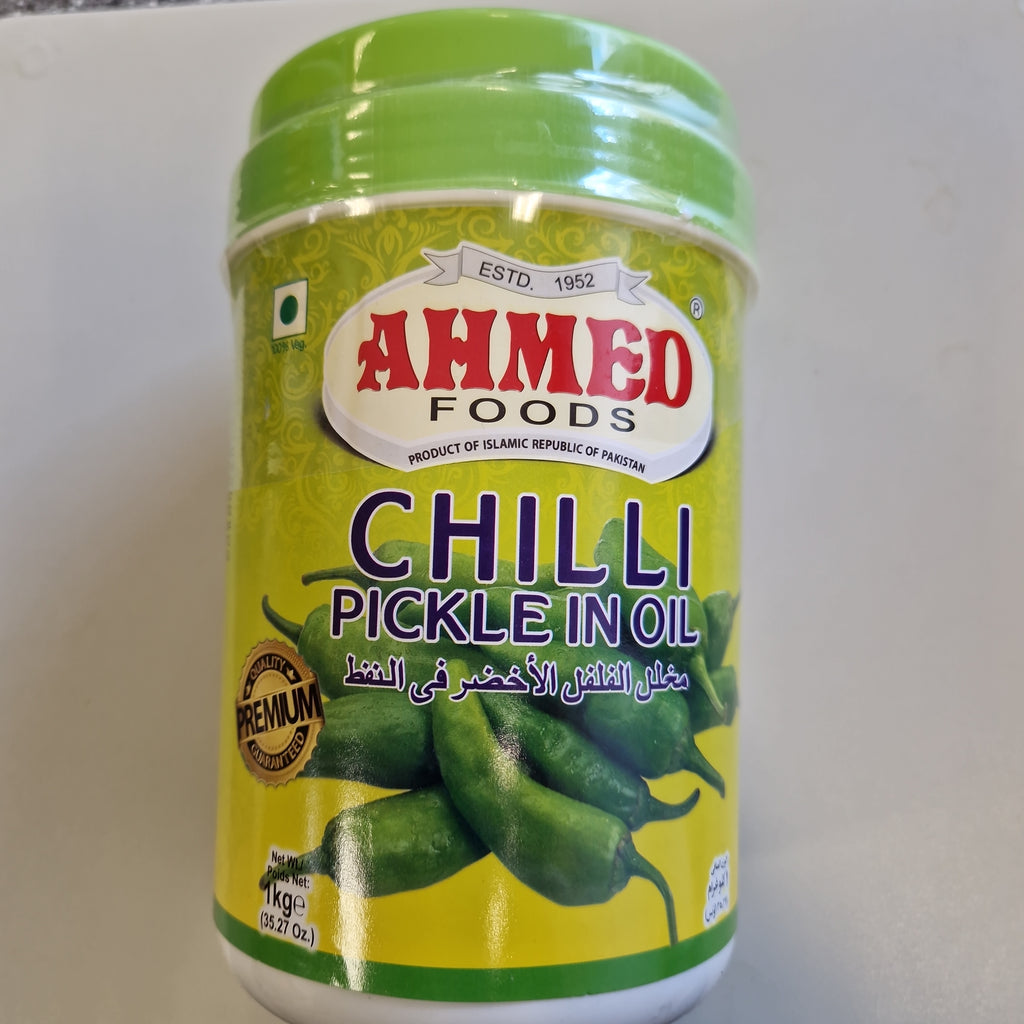 ESTD. 1952
®
AHMED
FOODS
PRODUCT OF ISLAMIC REPUBLIC OF PAKISTAN
100% Veg.
CHILLI
PICKLE IN OIL
مخلل الفلفل الأخضر في النفط
QUALITY
PREMIUM
GUARANTEED
Net Wt./
Poids Net:
1kg℮
(35.27 Oz.)